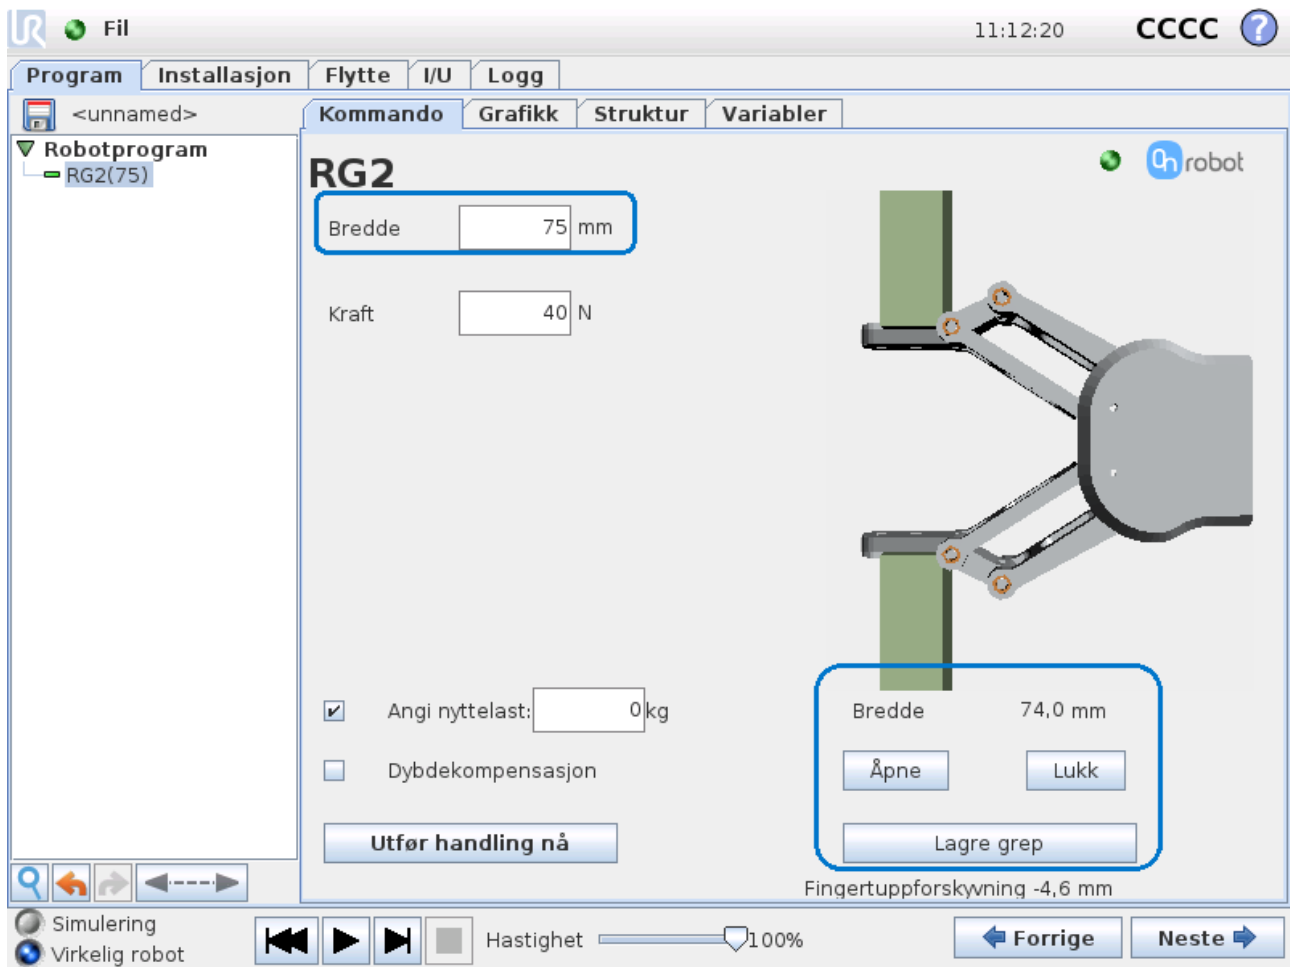 UR Fil 11:12:20 CCCC ?
Program Installasjon Flytte I/U Logg
<unnamed> Kommando Grafikk Struktur Variabler
Robotprogram
RG2(75)
RG2
On robot
Bredde 75 mm
Kraft 40 N
Angi nyttelast: 0 kg
Dybdekompensasjon
Utfør handling nå
Bredde 74,0 mm
Åpne Lukk
Lagre grep
Fingertuppforskyvning -4,6 mm
Simulering
Virkelig robot
Hastighet 100%
Forrige Neste